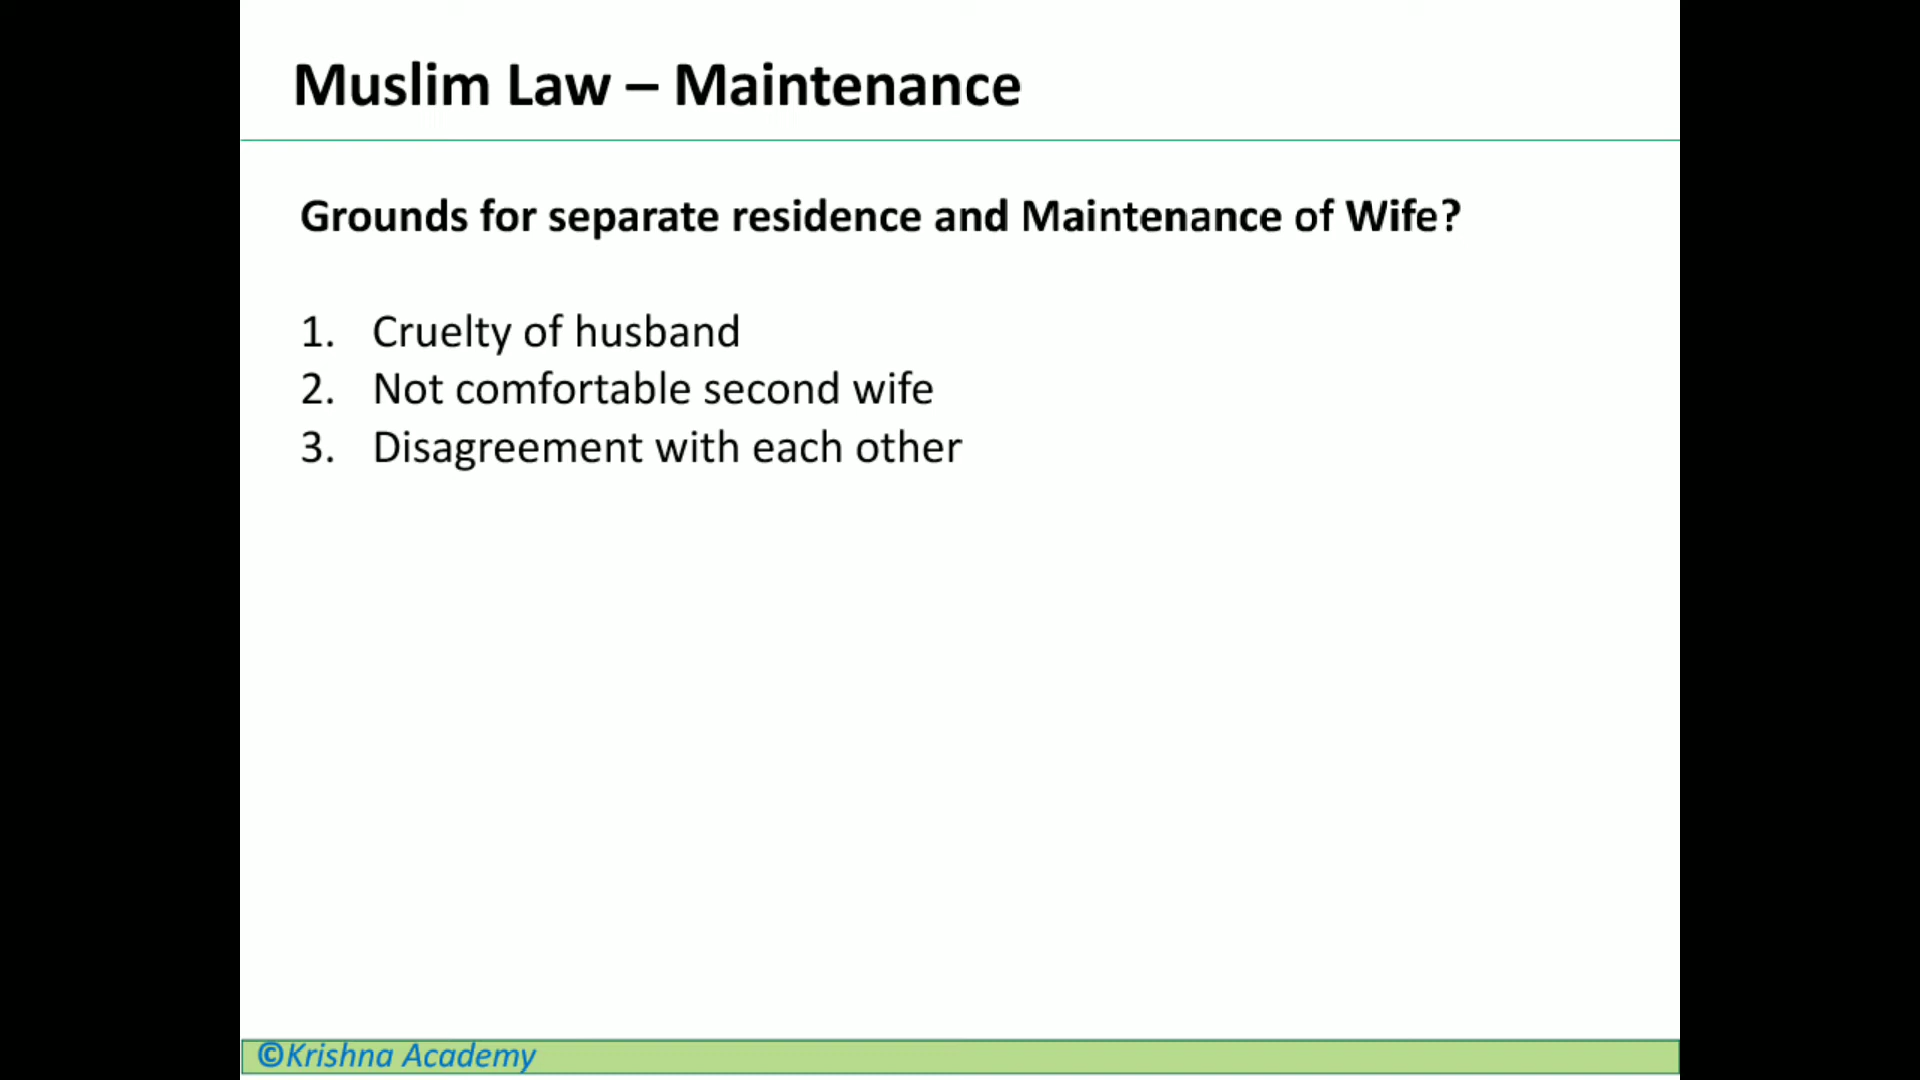 Muslim Law – Maintenance
Grounds for separate residence and Maintenance of Wife?
1. Cruelty of husband
2. Not comfortable second wife
3. Disagreement with each other
©Krishna Academy